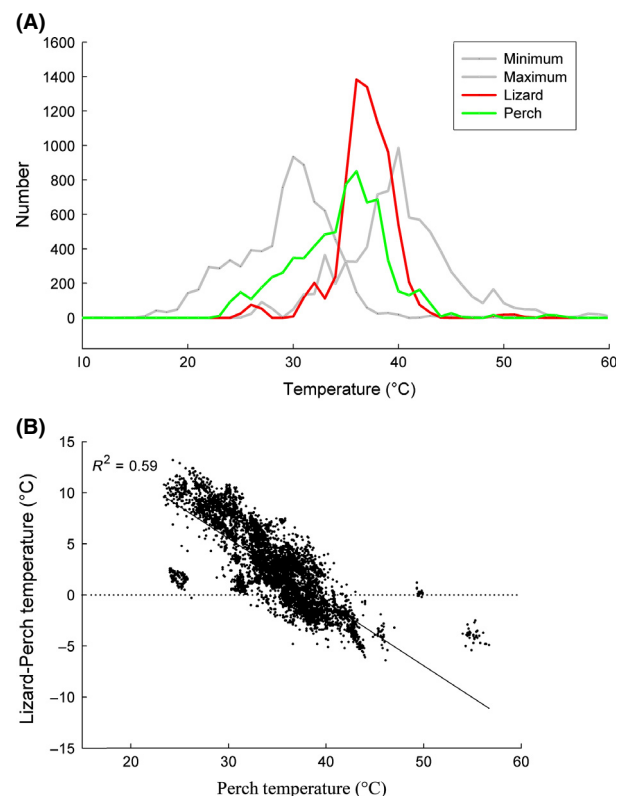 (A)
1600
1400
1200
1000
800
600
400
200
0
Number
Minimum
Maximum
Lizard
Perch
10 20 30 40 50 60
Temperature (°C)
(B)
15
10
5
0
−5
−10
−15
Lizard-Perch temperature (°C)
R² = 0.59
20 30 40 50 60
Perch temperature (°C)